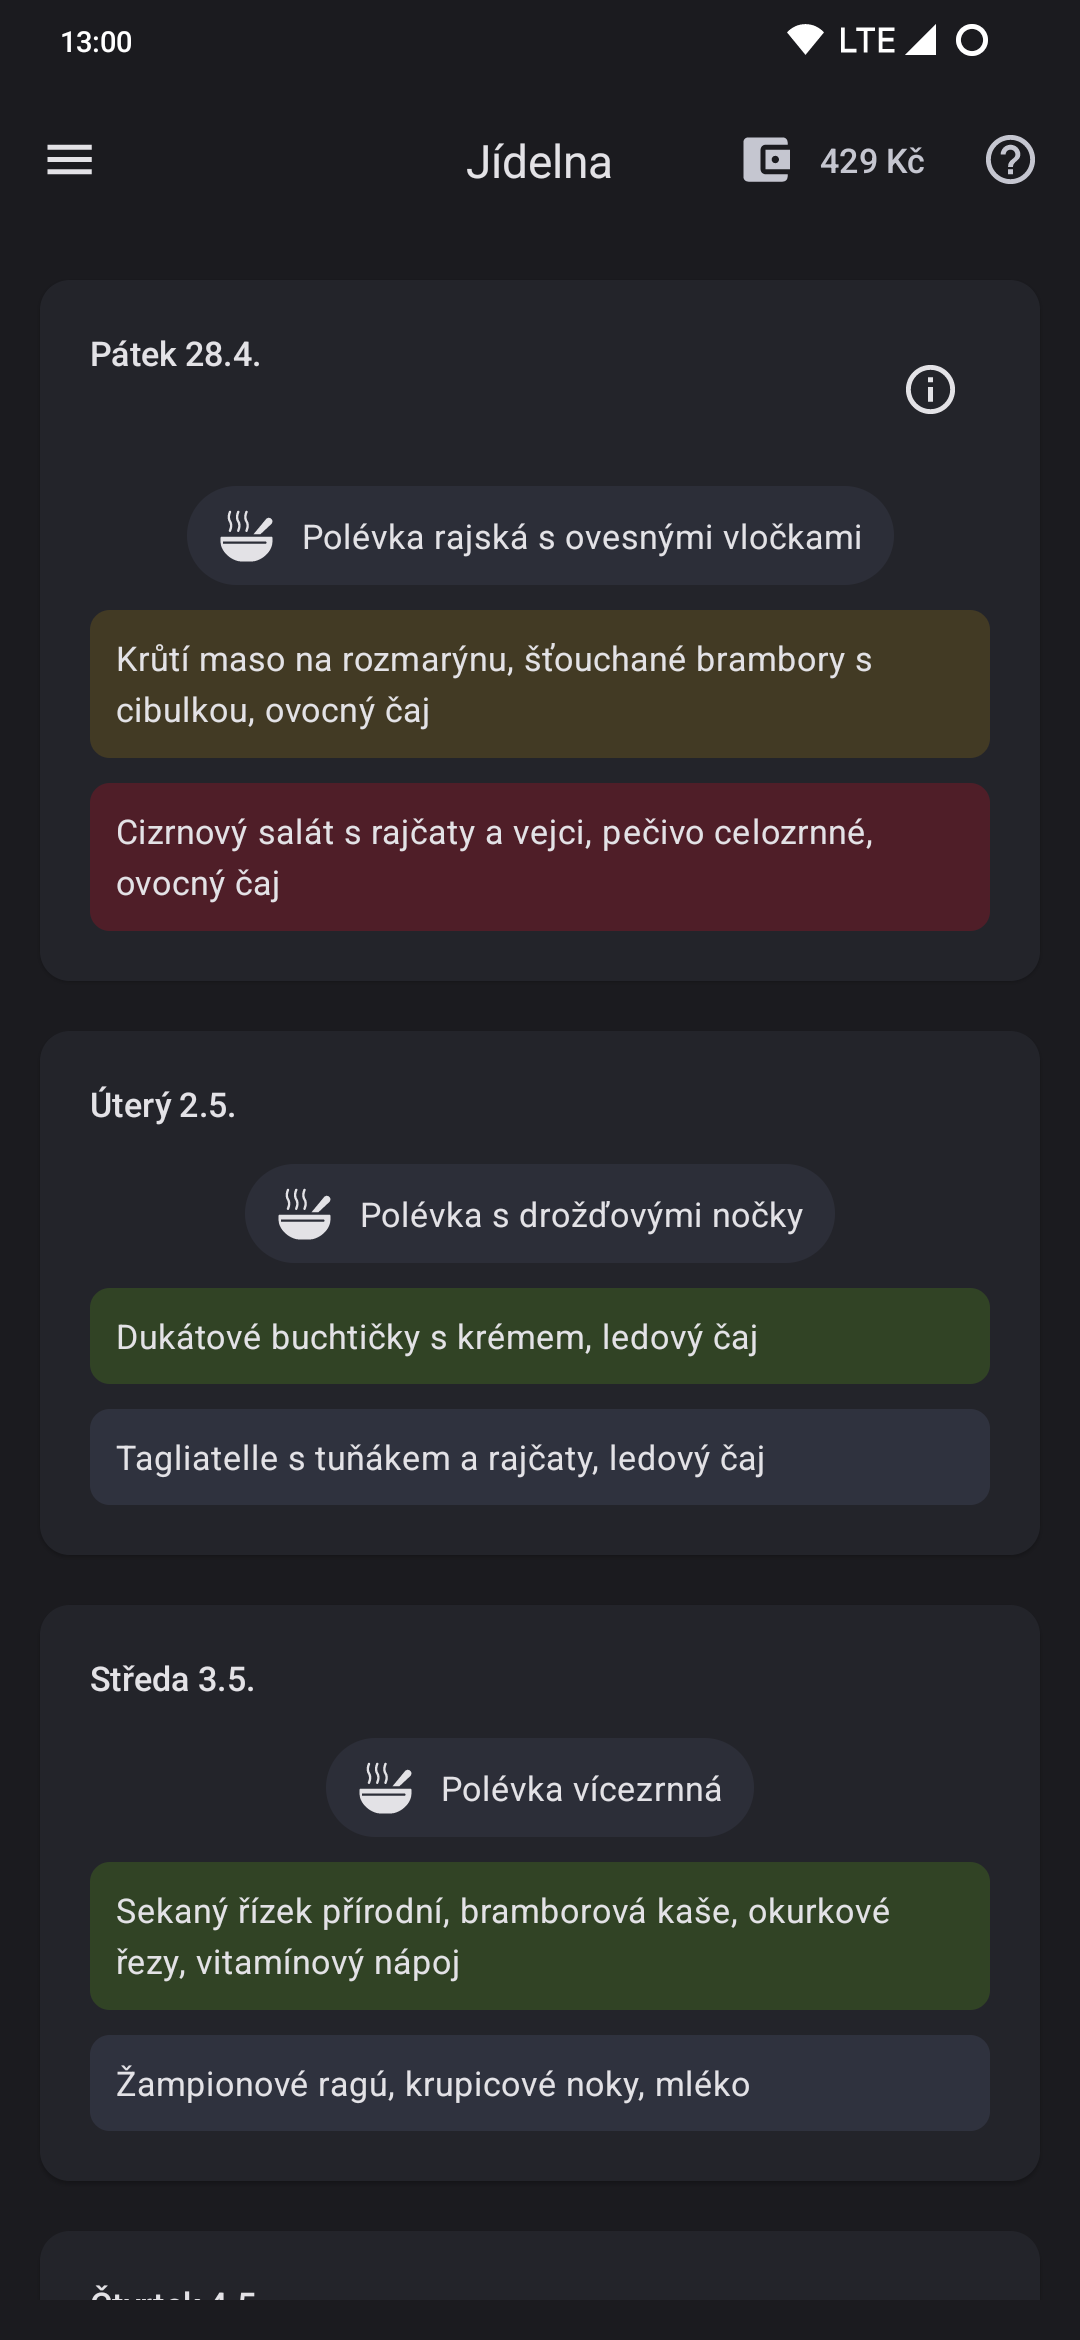 13:00
LTE
Jídelna
429 Kč
Pátek 28.4.
Polévka rajská s ovesnými vločkami
Krůtí maso na rozmarýnu, šťouchané brambory s
cibulkou, ovocný čaj
Cizrnový salát s rajčaty a vejci, pečivo celozrnné,
ovocný čaj
Úterý 2.5.
Polévka s drožďovými nočky
Dukátové buchtičky s krémem, ledový čaj
Tagliatelle s tuňákem a rajčaty, ledový čaj
Středa 3.5.
Polévka vícezrnná
Sekaný řízek přírodní, bramborová kaše, okurkové
řezy, vitamínový nápoj
Žampionové ragú, krupicové noky, mléko
Čtvrtek 4.5.